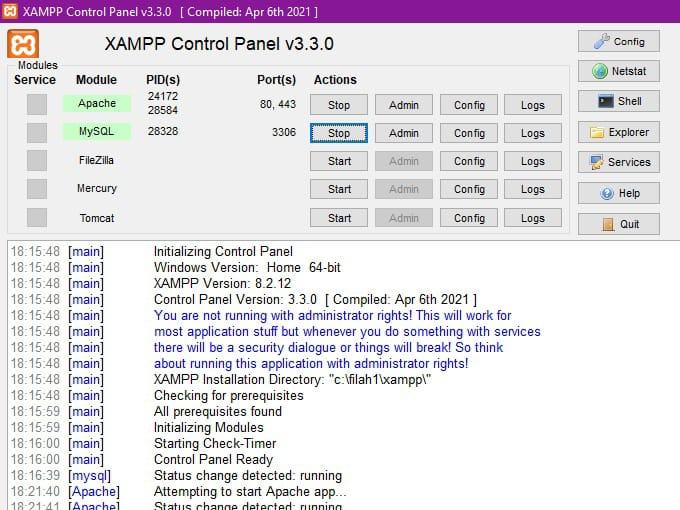 XAMPP Control Panel v3.3.0 [ Compiled: Apr 6th 2021 ]
XAMPP Control Panel v3.3.0
Modules
Service Module PID(s) Port(s) Actions
Apache 24172 28584 80, 443 Stop Admin Config Logs
MySQL 28328 3306 Stop Admin Config Logs
FileZilla Start Admin Config Logs
Mercury Start Admin Config Logs
Tomcat Start Admin Config Logs
Config
Netstat
Shell
Explorer
Services
Help
Quit
18:15:48 [main] Initializing Control Panel
18:15:48 [main] Windows Version: Home 64-bit
18:15:48 [main] XAMPP Version: 8.2.12
18:15:48 [main] Control Panel Version: 3.3.0 [ Compiled: Apr 6th 2021 ]
18:15:48 [main] You are not running with administrator rights! This will work for
18:15:48 [main] most application stuff but whenever you do something with services
18:15:48 [main] there will be a security dialogue or things will break! So think
18:15:48 [main] about running this application with administrator rights!
18:15:48 [main] XAMPP Installation Directory: "c:\filah1\xampp\"
18:15:48 [main] Checking for prerequisites
18:15:59 [main] All prerequisites found
18:15:59 [main] Initializing Modules
18:16:00 [main] Starting Check-Timer
18:16:00 [main] Control Panel Ready
18:16:39 [mysql] Status change detected: running
18:21:40 [Apache] Attempting to start Apache app...
18:21:41 [Apache] Status change detected: running